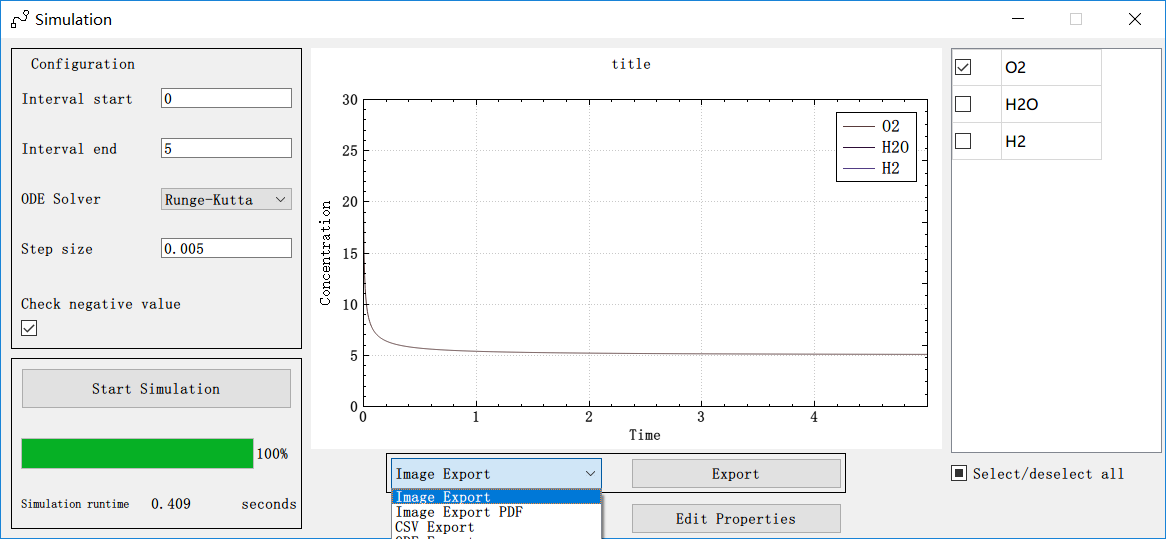 Simulation
Configuration
Interval start 0
Interval end 5
ODE Solver Runge-Kutta
Step size 0.005
Check negative value
Start Simulation
100%
Simulation runtime 0.409 seconds
title
30
25
20
15
10
5
0
Concentration
0 1 2 3 4
Time
O2
H2O
H2
Image Export
Export
Image Export
Image Export PDF
CSV Export
Edit Properties
O2
H2O
H2
Select/deselect all